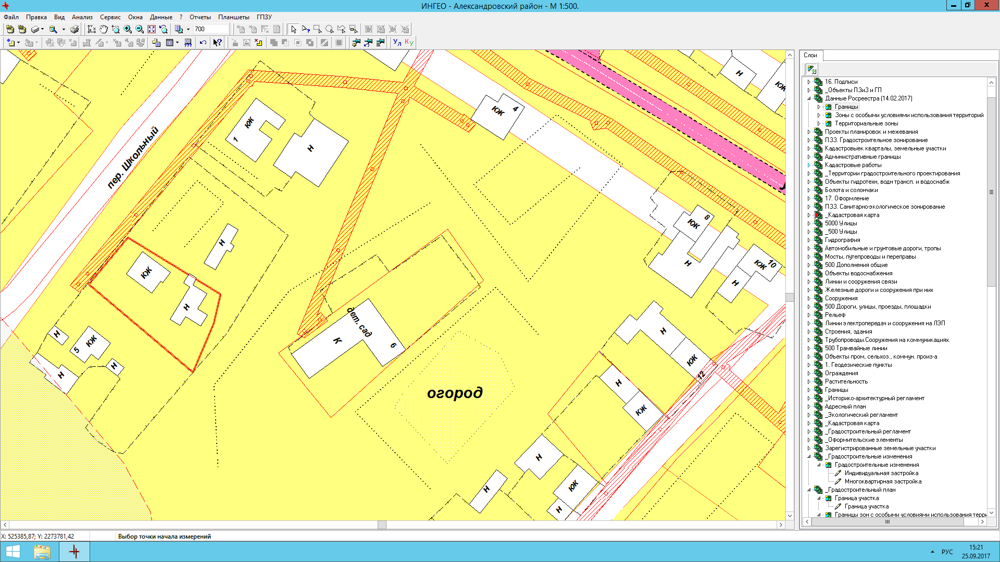 ИНГЕО - Александровский район - М 1:500.
Файл Правка Вид Анализ Сервис Окна Данные ? Отчеты Планшеты ГПЗУ
700
Ул Ку
пер. Школьный
КЖ
1
Н
КЖ 4
Н
КЖ
КЖ
Н
Н
8
КЖ
Н
10
КЖ
Н
дет. сад
К
6
огород
Н
КЖ
12
Н
КЖ
Н
5
КЖ
Н
Н
Н
КЖ
Н
Н
Слои
16. Подписи
_Объекты ПЗиЗ и ГП
Данные Росреестра (14.02.2017)
Границы
Зоны с особыми условиями использования территорий
Территориальные зоны
Проекты планировок и межевания
ПЗЗ. Градостроительное зонирование
Кадастровыек кварталы, земельные участки
Административные границы
Кадастровые работы
_Территории градостроительного проектирования
Объекты гидротехн, водн трансп. и водоснабж
Болота и солончаки
17. Оформление
ПЗЗ. Санитарно-экологическое зонирование
_Кадастровая карта
5000 Улицы
_500 Улицы
Гидрография
Автомобильные и грунтовые дороги, тропы
Мосты, путепроводы и переправы
500 Дополнения общие
Объекты водоснабжения
Линии и сооружения связи
Железные дороги и сооружения при них
Сооружения
500 Дороги, улицы, проезды, площадки
Рельеф
Линии электропередач и сооружения на ЛЭП
Строения, здания
Трубопроводы.Сооружения на коммуникациях.
500 Трамвайные линии
Объекты пром, сельхоз., коммун. произ-а
1. Геодезические пункты
Ограждения
Растительность
Границы
_Историко-архитектурный регламент
Адресный план
_Экологический регламент
_Кадастровая карта
_Градостроительный регламент
_Оформительские элементы
Зарегистрированные земельные участки
_Градостроительные изменения
Градостроительные изменения
Индивидуальная застройка
Многоквартирная застройка
_Градостроительный план
Граница участка
Граница участка
Границы зон с особыми условиями использования терри
X: 525385,87; Y: 2273781,42
Выбор точки начала измерений
РУС
15:21
25.09.2017